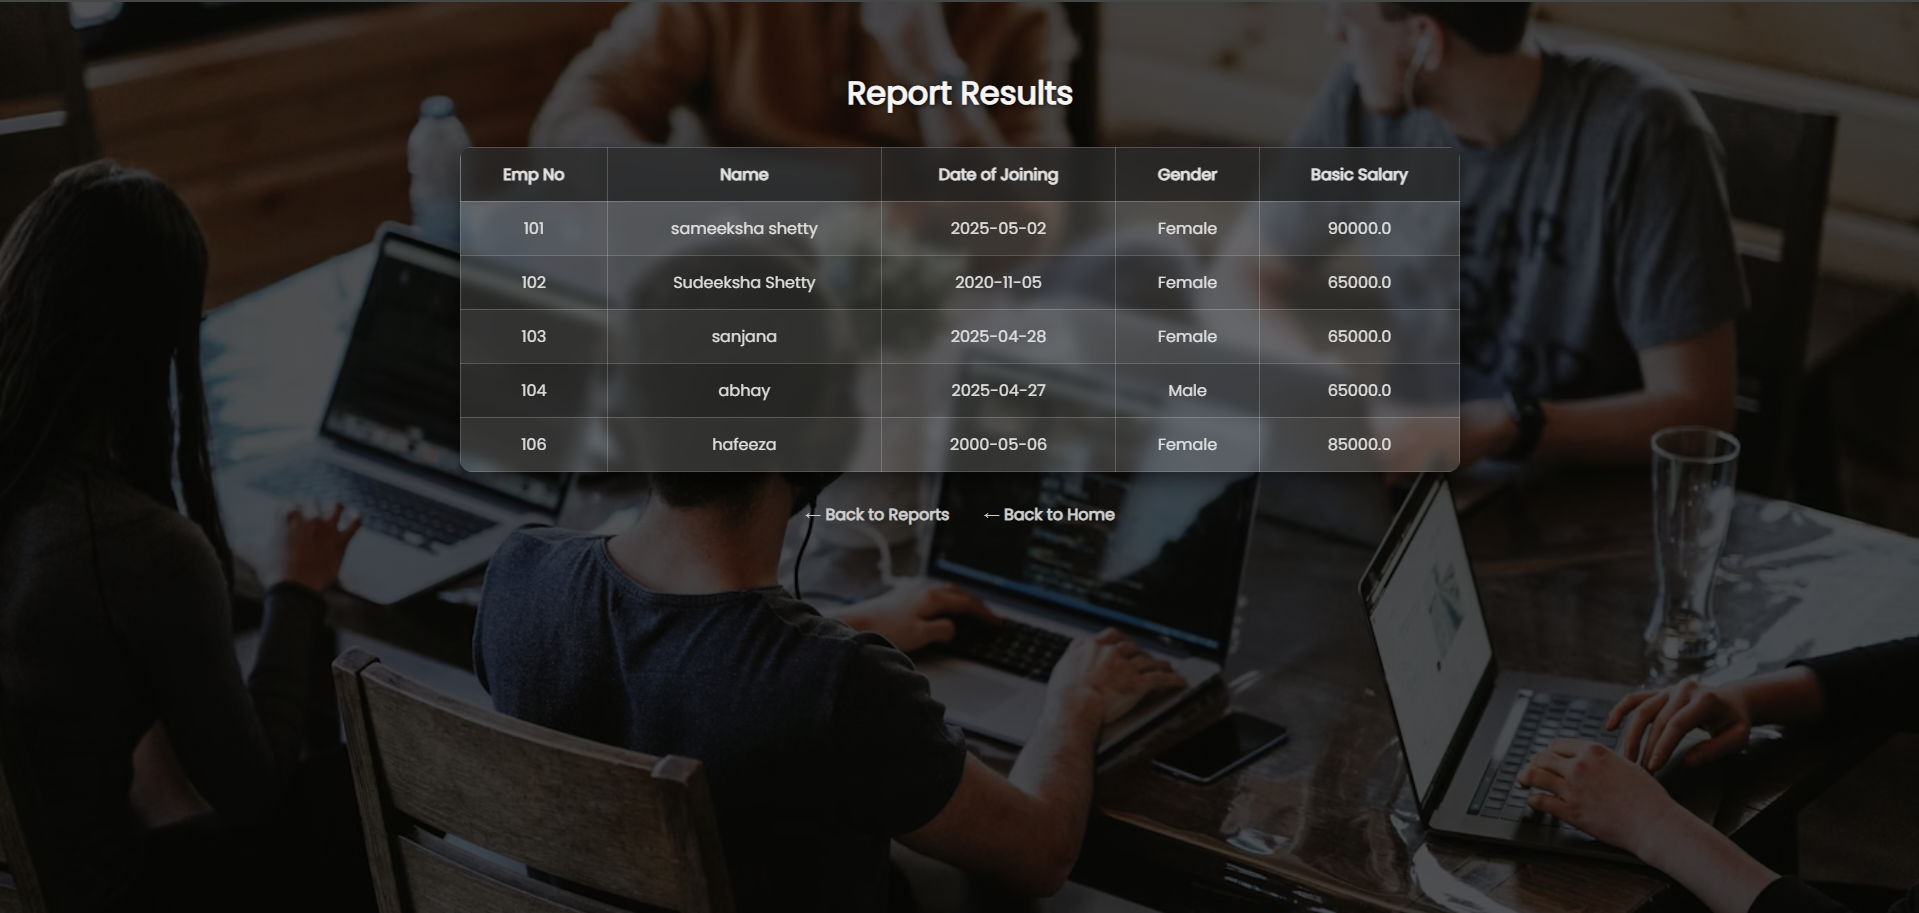 Report Results
Emp No Name Date of Joining Gender Basic Salary
101 sameeksha shetty 2025-05-02 Female 90000.0
102 Sudeeksha Shetty 2020-11-05 Female 65000.0
103 sanjana 2025-04-28 Female 65000.0
104 abhay 2025-04-27 Male 65000.0
106 hafeeza 2000-05-06 Female 85000.0
← Back to Reports ← Back to Home